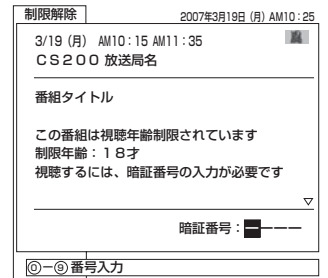 制限解除
2007年3月19日（月）AM10：25
3/19（月） AM10：15 AM11：35
ＣＳ２００ 放送局名
番組タイトル
この番組は視聴年齢制限されています
制限年齢：１８才
視聴するには、暗証番号の入力が必要です
▽
暗証番号：ーーーー
⓪ー⑨番号入力